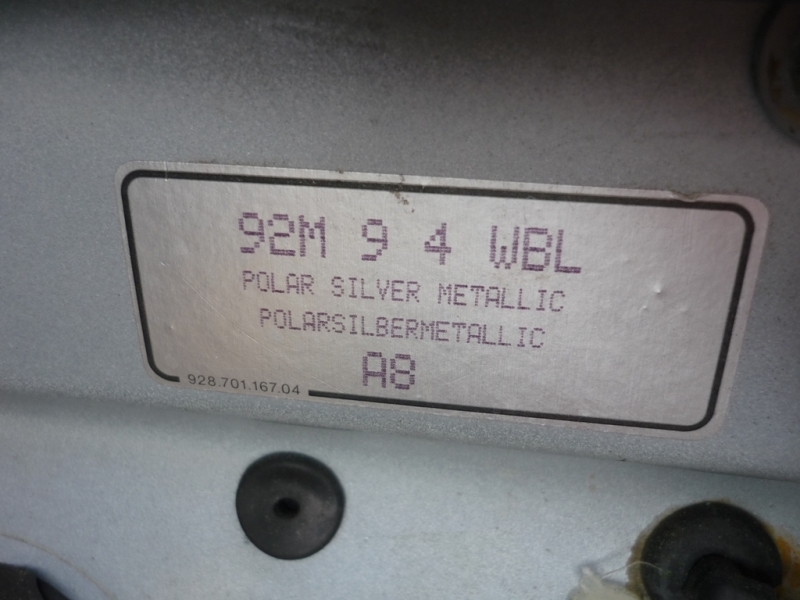 92M 9 4 WBL
POLAR SILVER METALLIC
POLARSILBERMETALLIC
A8
928.701.167.04